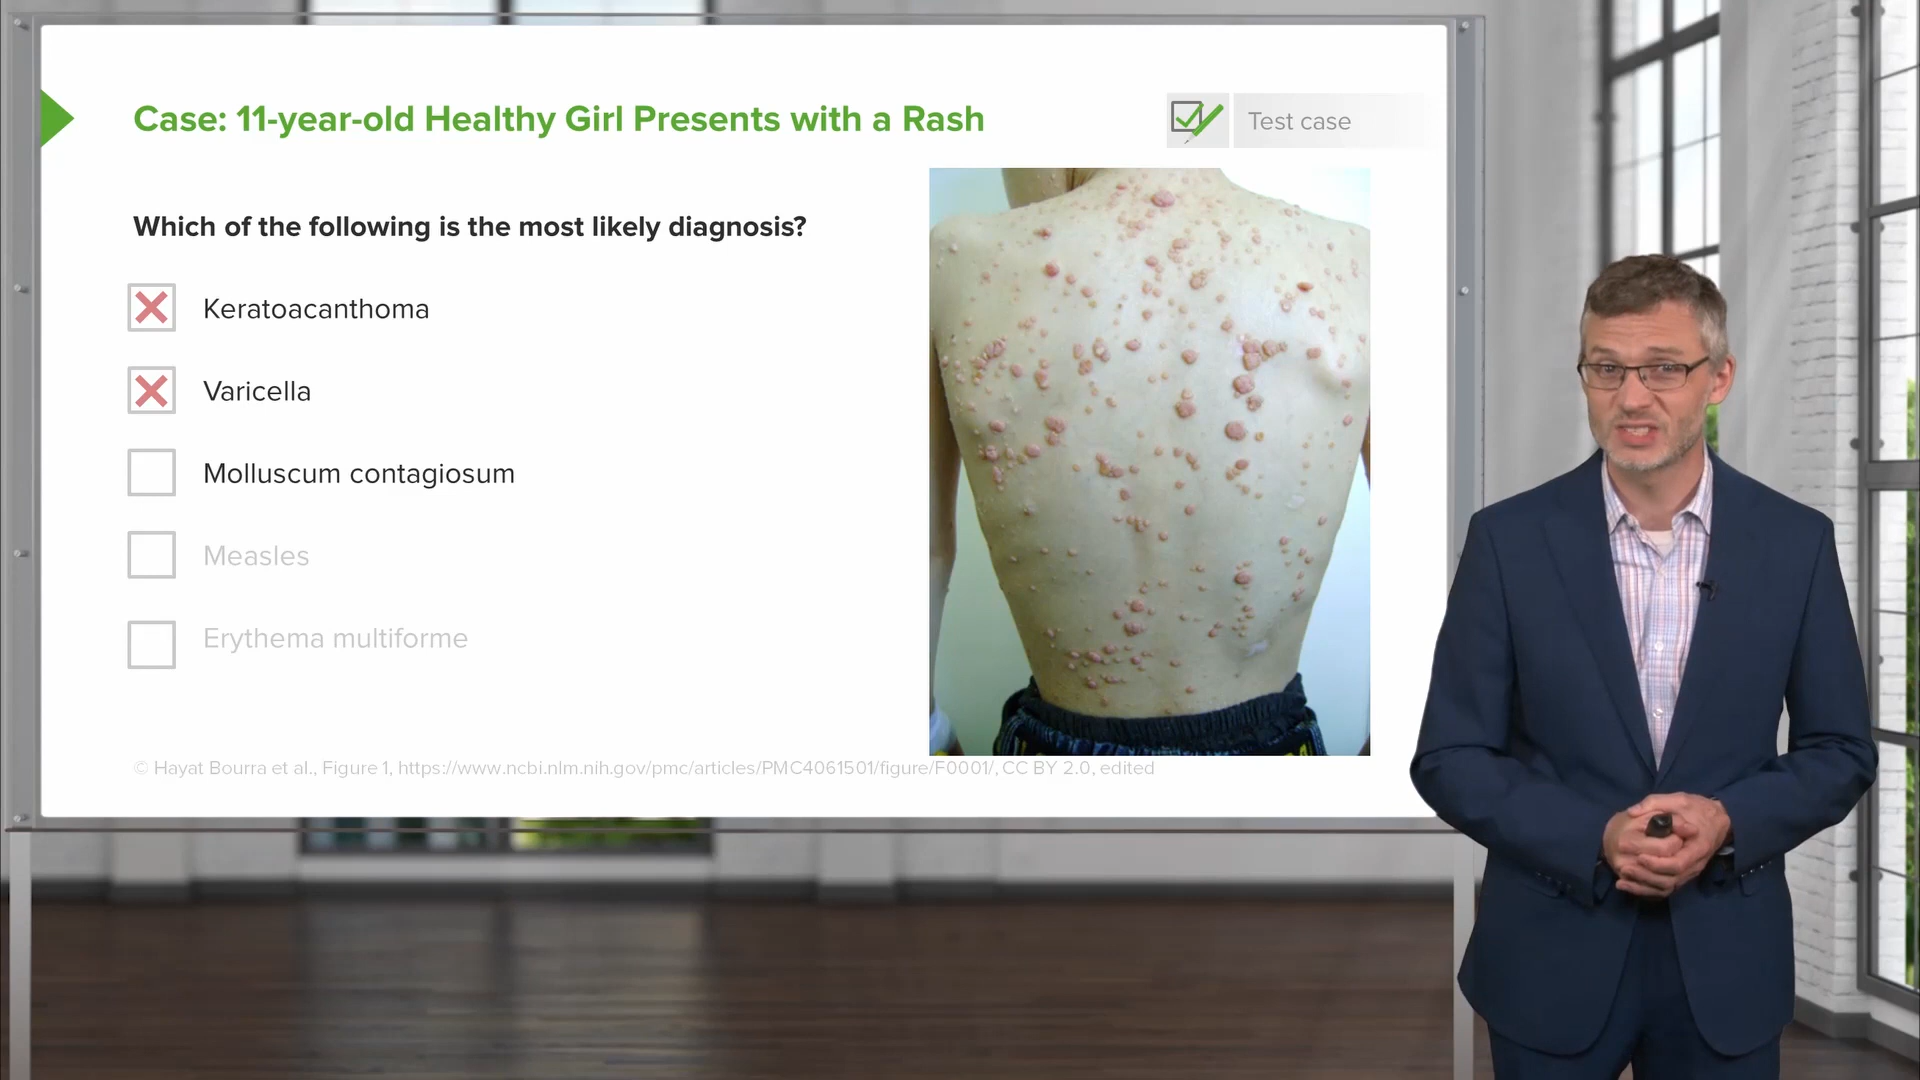 Case: 11-year-old Healthy Girl Presents with a Rash
Test case
Which of the following is the most likely diagnosis?
Keratoacanthoma
Varicella
Molluscum contagiosum
Measles
Erythema multiforme
© Hayat Bourra et al., Figure 1, https://www.ncbi.nlm.nih.gov/pmc/articles/PMC4061501/figure/F0001/, CC BY 2.0, edited